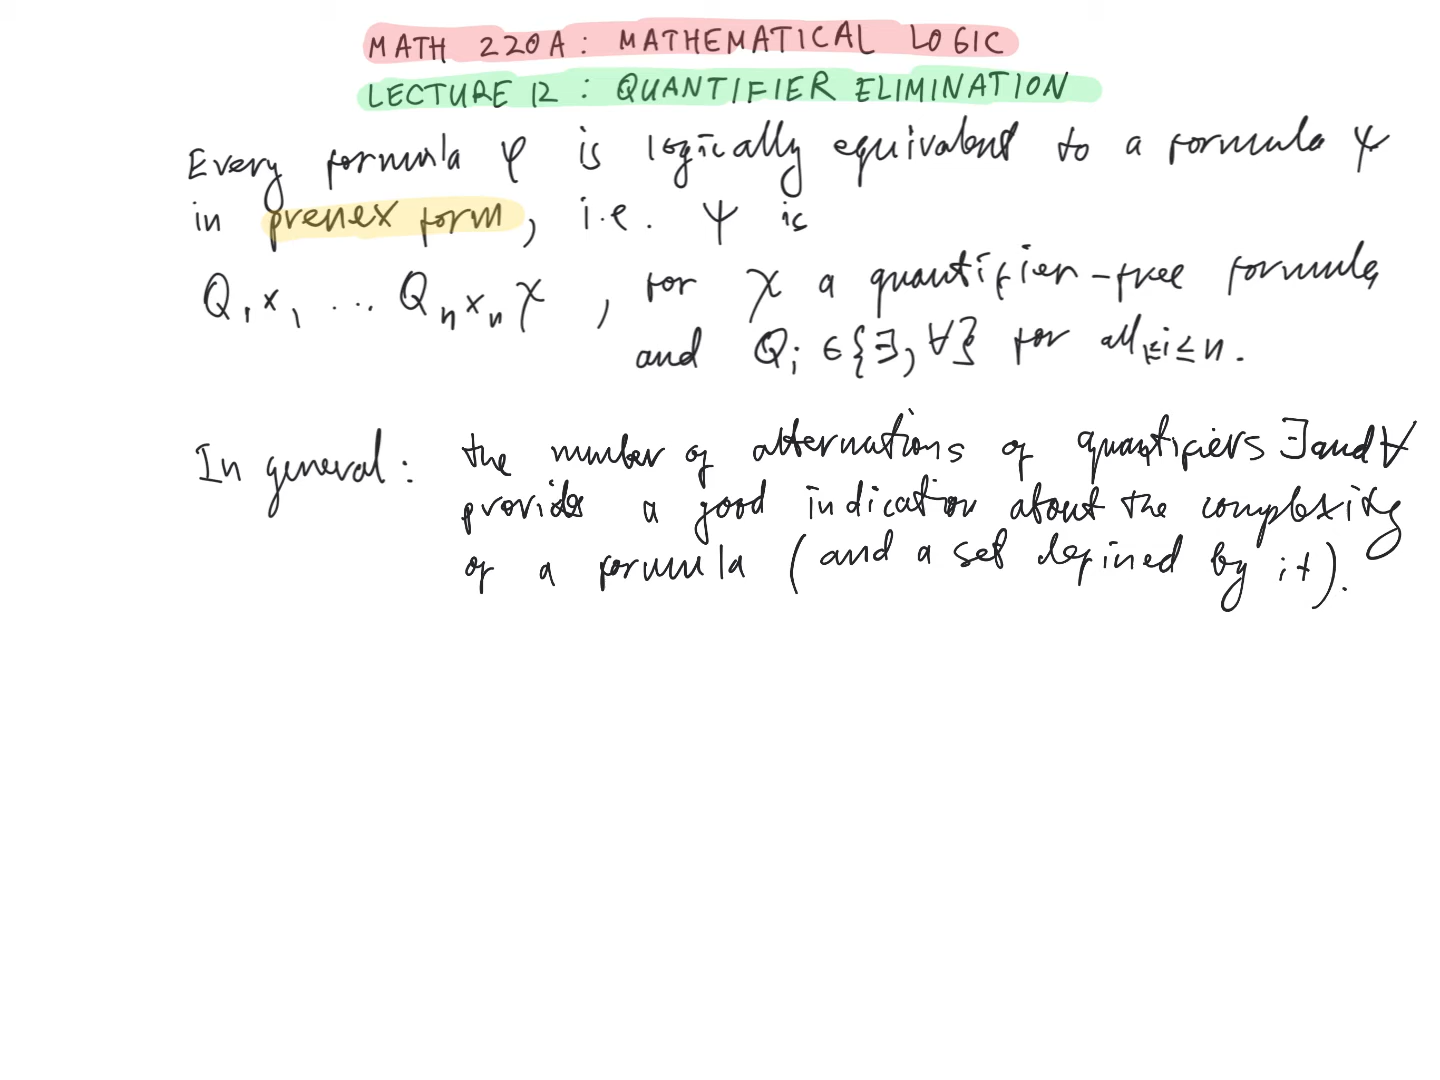 MATH 220A: MATHEMATICAL LOGIC
LECTURE 12: QUANTIFIER ELIMINATION
Every formula φ is logically equivalent to a formula ψ
in prenex form, i.e. ψ is
Q₁x₁ ... Qₙxₙ χ, for χ a quantifier-free formula,
and Qᵢ ∈ {∃, ∀} for all 1≤i≤n.
In general: the number of alternations of quantifiers ∃ and ∀
provides a good indication about the complexity
of a formula (and a set defined by it).